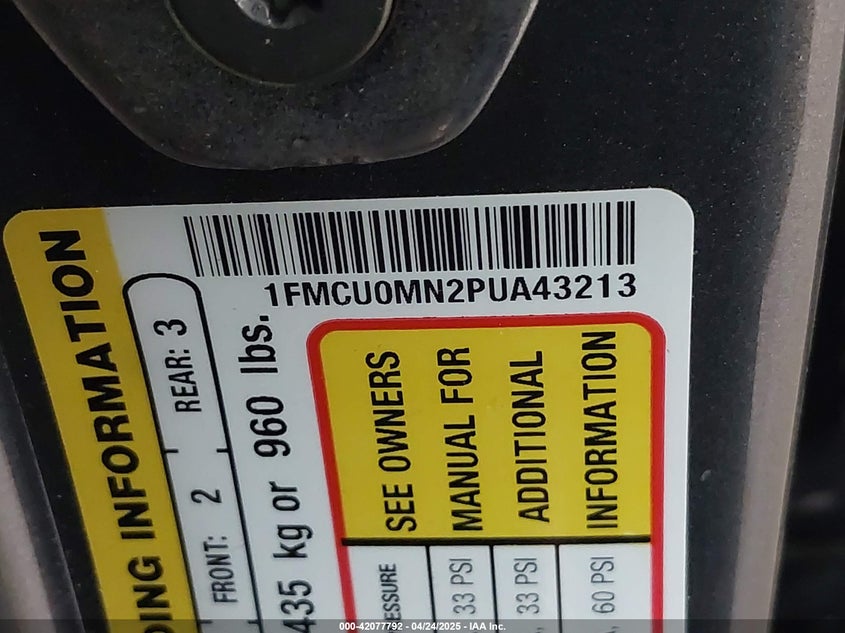 1FMCU0MN2PUA43213
DING INFORMATION
FRONT: 2 REAR: 3
435 kg or 960 lbs.
SEE OWNERS
MANUAL FOR
ADDITIONAL
INFORMATION
33 PSI
33 PSI
60 PSI
000-42077792 - 04/24/2025 - IAA Inc.